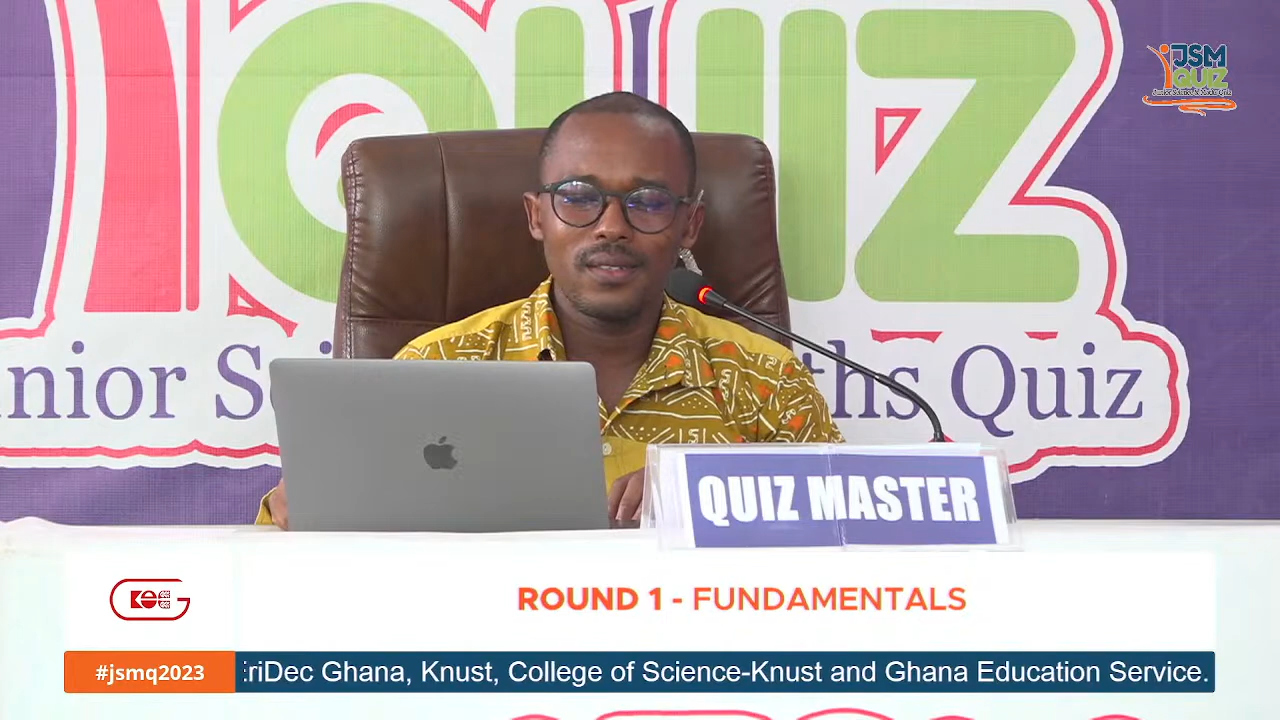 QUIZ
JSM
QUIZ
nior S
ths Quiz
QUIZ MASTER
ROUND 1 - FUNDAMENTALS
#jsmq2023
riDec Ghana, Knust, College of Science-Knust and Ghana Education Service.